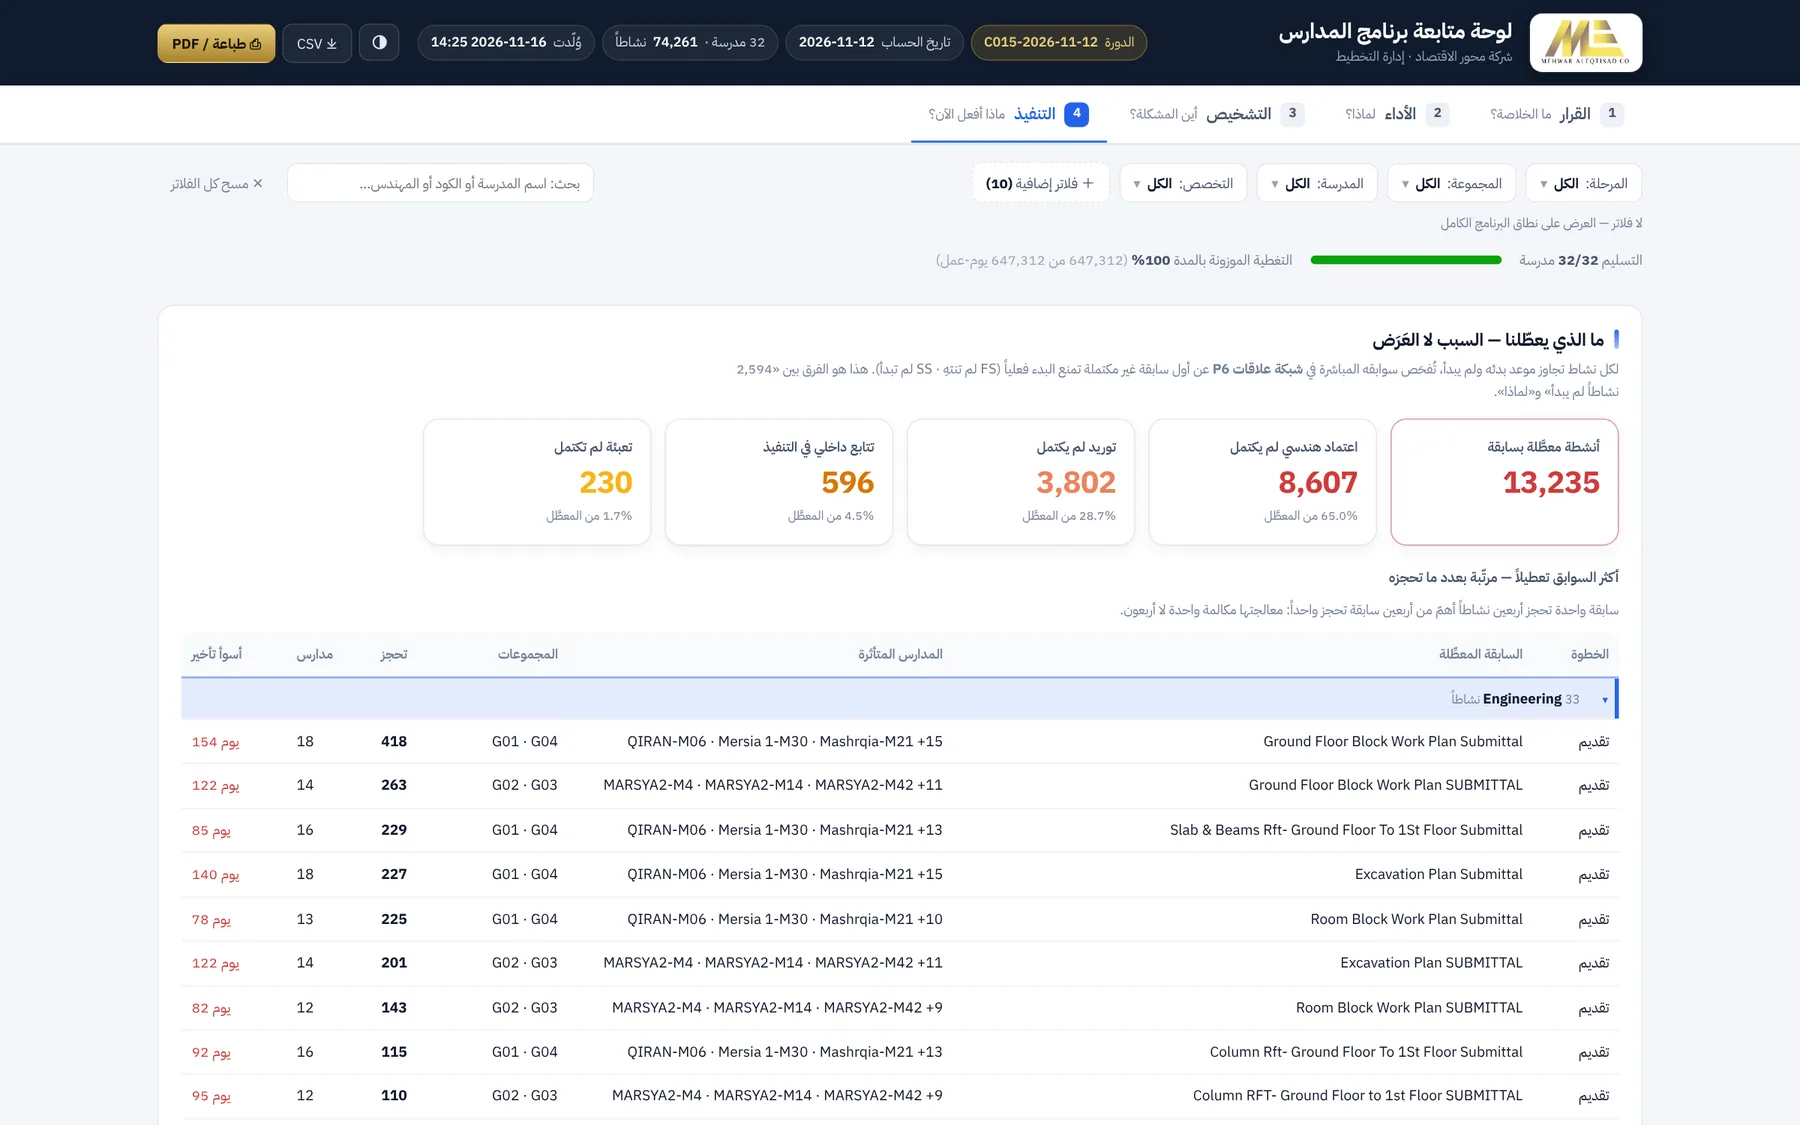 MEHWAR ALEQTISAD CO
لوحة متابعة برنامج المدارس
شركة محور الاقتصاد · إدارة التخطيط
الدورة C015-2026-11-12
تاريخ الحساب 2026-11-12
32 مدرسة · 74,261 نشاطاً
وُلّدت 2026-11-16 14:25
CSV
طباعة / PDF
1 القرار ما الخلاصة؟
2 الأداء لماذا؟
3 التشخيص أين المشكلة؟
4 التنفيذ ماذا أفعل الآن؟
المرحلة: الكل
المجموعة: الكل
المدرسة: الكل
التخصص: الكل
+ فلاتر إضافية (10)
بحث: اسم المدرسة أو الكود أو المهندس...
✕ مسح كل الفلاتر
لا فلاتر — العرض على نطاق البرنامج الكامل
التسليم 32/32 مدرسة
التغطية الموزونة بالمدة 100% (647,312 من 647,312 يوم-عمل)
ما الذي يعطّلنا — السبب لا العَرَض
لكل نشاط تجاوز موعد بدئه ولم يبدأ، تُفحَص سوابقه المباشرة في شبكة علاقات P6 عن أول سابقة غير مكتملة تمنع البدء فعلياً (FS لم تنتهِ · SS لم تبدأ). هذا هو الفرق بين «2,594
نشاطاً لم يبدأ» و«لماذا».
أنشطة معطَّلة بسابقة
13,235
اعتماد هندسي لم يكتمل
8,607
65.0% من المعطَّل
توريد لم يكتمل
3,802
28.7% من المعطَّل
تتابع داخلي في التنفيذ
596
4.5% من المعطَّل
تعبئة لم تكتمل
230
1.7% من المعطَّل
أكثر السوابق تعطيلاً — مرتّبة بعدد ما تحجزه
سابقة واحدة تحجز أربعين نشاطاً أهمّ من أربعين سابقة تحجز واحداً: معالجتها مكالمة واحدة لا أربعون.
الخطوة السابقة المعطِّلة المدارس المتأثرة المجموعات تحجز مدارس أسوأ تأخير
Engineering 33 نشاطاً
تقديم Ground Floor Block Work Plan Submittal QIRAN-M06 · Mersia 1-M30 · Mashrqia-M21 +15 G01 · G04 418 18 154 يوم
تقديم Ground Floor Block Work Plan SUBMITTAL MARSYA2-M4 · MARSYA2-M14 · MARSYA2-M42 +11 G02 · G03 263 14 122 يوم
تقديم Slab & Beams Rft- Ground Floor To 1St Floor Submittal QIRAN-M06 · Mersia 1-M30 · Mashrqia-M21 +13 G01 · G04 229 16 85 يوم
تقديم Excavation Plan Submittal QIRAN-M06 · Mersia 1-M30 · Mashrqia-M21 +15 G01 · G04 227 18 140 يوم
تقديم Room Block Work Plan Submittal QIRAN-M06 · Mersia 1-M30 · Mashrqia-M21 +10 G01 · G04 225 13 78 يوم
تقديم Excavation Plan SUBMITTAL MARSYA2-M4 · MARSYA2-M14 · MARSYA2-M42 +11 G02 · G03 201 14 122 يوم
تقديم Room Block Work Plan SUBMITTAL MARSYA2-M4 · MARSYA2-M14 · MARSYA2-M42 +9 G02 · G03 143 12 82 يوم
تقديم Column Rft- Ground Floor To 1St Floor Submittal QIRAN-M06 · Mersia 1-M30 · Mashrqia-M21 +13 G01 · G04 115 16 92 يوم
تقديم Column RFT- Ground Floor to 1st Floor SUBMITTAL MARSYA2-M4 · MARSYA2-M14 · MARSYA2-M42 +9 G02 · G03 110 12 95 يوم